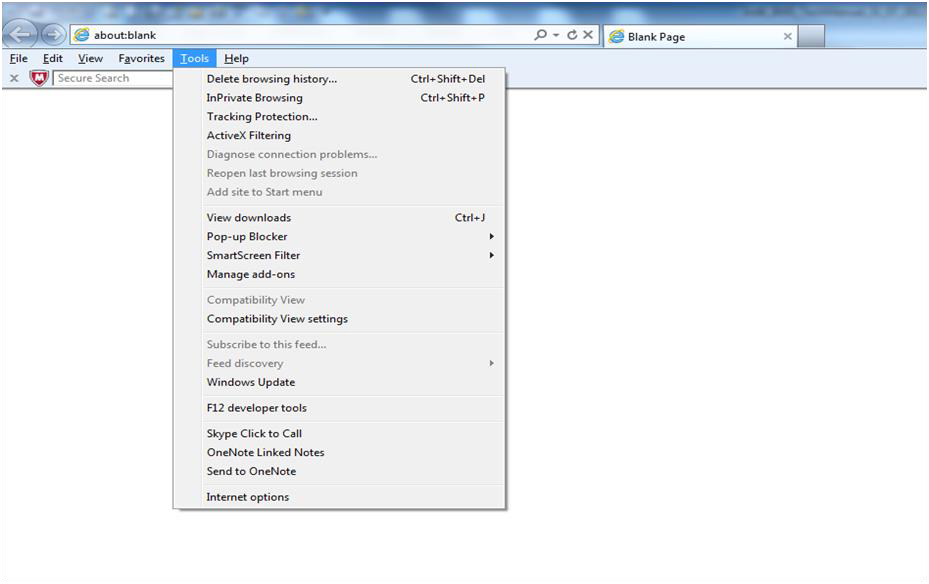 about:blank
Blank Page
File Edit View Favorites Tools Help
Secure Search
Delete browsing history... Ctrl+Shift+Del
InPrivate Browsing Ctrl+Shift+P
Tracking Protection...
ActiveX Filtering
Diagnose connection problems...
Reopen last browsing session
Add site to Start menu
View downloads Ctrl+J
Pop-up Blocker
SmartScreen Filter
Manage add-ons
Compatibility View
Compatibility View settings
Subscribe to this feed...
Feed discovery
Windows Update
F12 developer tools
Skype Click to Call
OneNote Linked Notes
Send to OneNote
Internet options